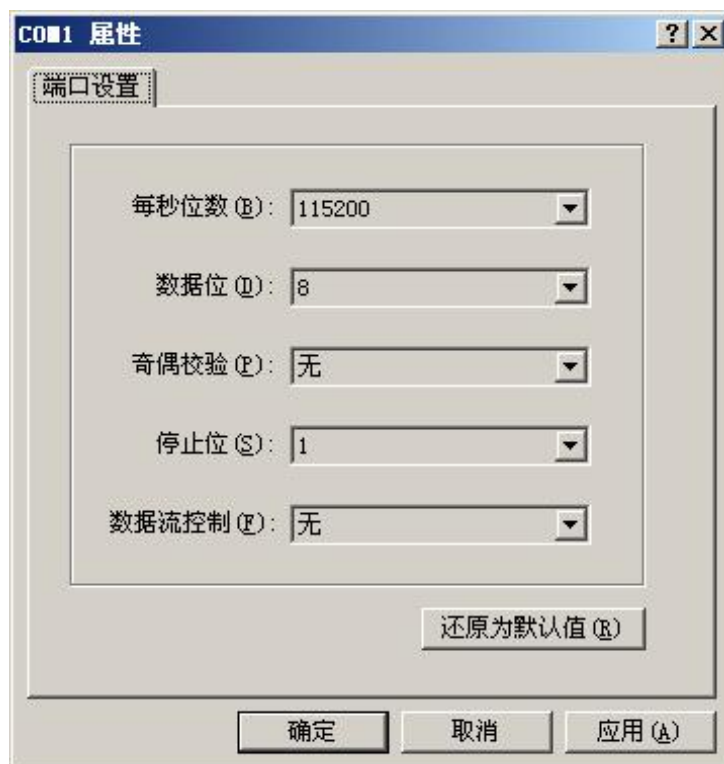 COM1 属性
端口设置
每秒位数(B): 115200
数据位(D): 8
奇偶校验(P): 无
停止位(S): 1
数据流控制(F): 无
还原为默认值(R)
确定 取消 应用(A)